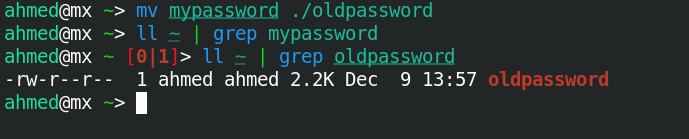 ahmed@mx ~> mv mypassword ./oldpassword
ahmed@mx ~> ll ~ | grep mypassword
ahmed@mx ~ [0|1]> ll ~ | grep oldpassword
-rw-r--r--  1 ahmed ahmed 2.2K Dec  9 13:57 oldpassword
ahmed@mx ~>